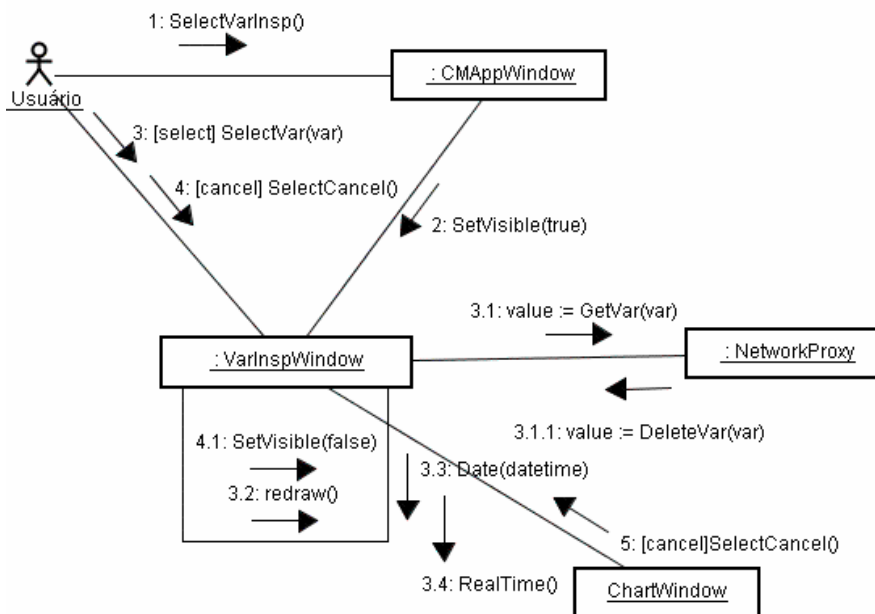 1: SelectVarInsp()
: CMAppWindow
Usuário
3: [select] SelectVar(var)
4: [cancel] SelectCancel()
2: SetVisible(true)
3.1: value := GetVar(var)
: VarInspWindow
: NetworkProxy
3.1.1: value := DeleteVar(var)
4.1: SetVisible(false)
3.3: Date(datetime)
3.2: redraw()
5: [cancel]SelectCancel()
3.4: RealTime()
ChartWindow